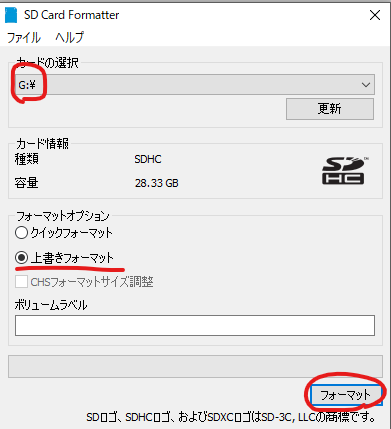 SD Card Formatter
ファイル ヘルプ
カードの選択
G:¥
更新
カード情報
種類 SDHC
容量 28.33 GB
SD
HC
フォーマットオプション
クイックフォーマット
上書きフォーマット
CHSフォーマットサイズ調整
ボリュームラベル
フォーマット
SDロゴ、SDHCロゴ、およびSDXCロゴはSD-3C, LLCの商標です。